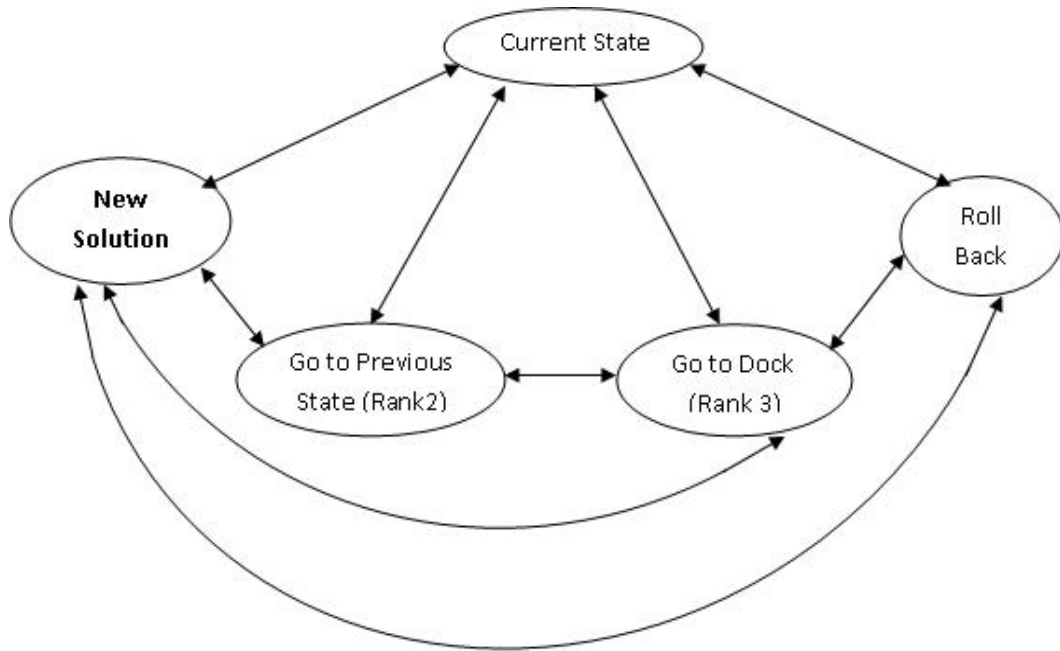 Current State
New
Solution
Roll
Back
Go to Previous
State (Rank2)
Go to Dock
(Rank 3)